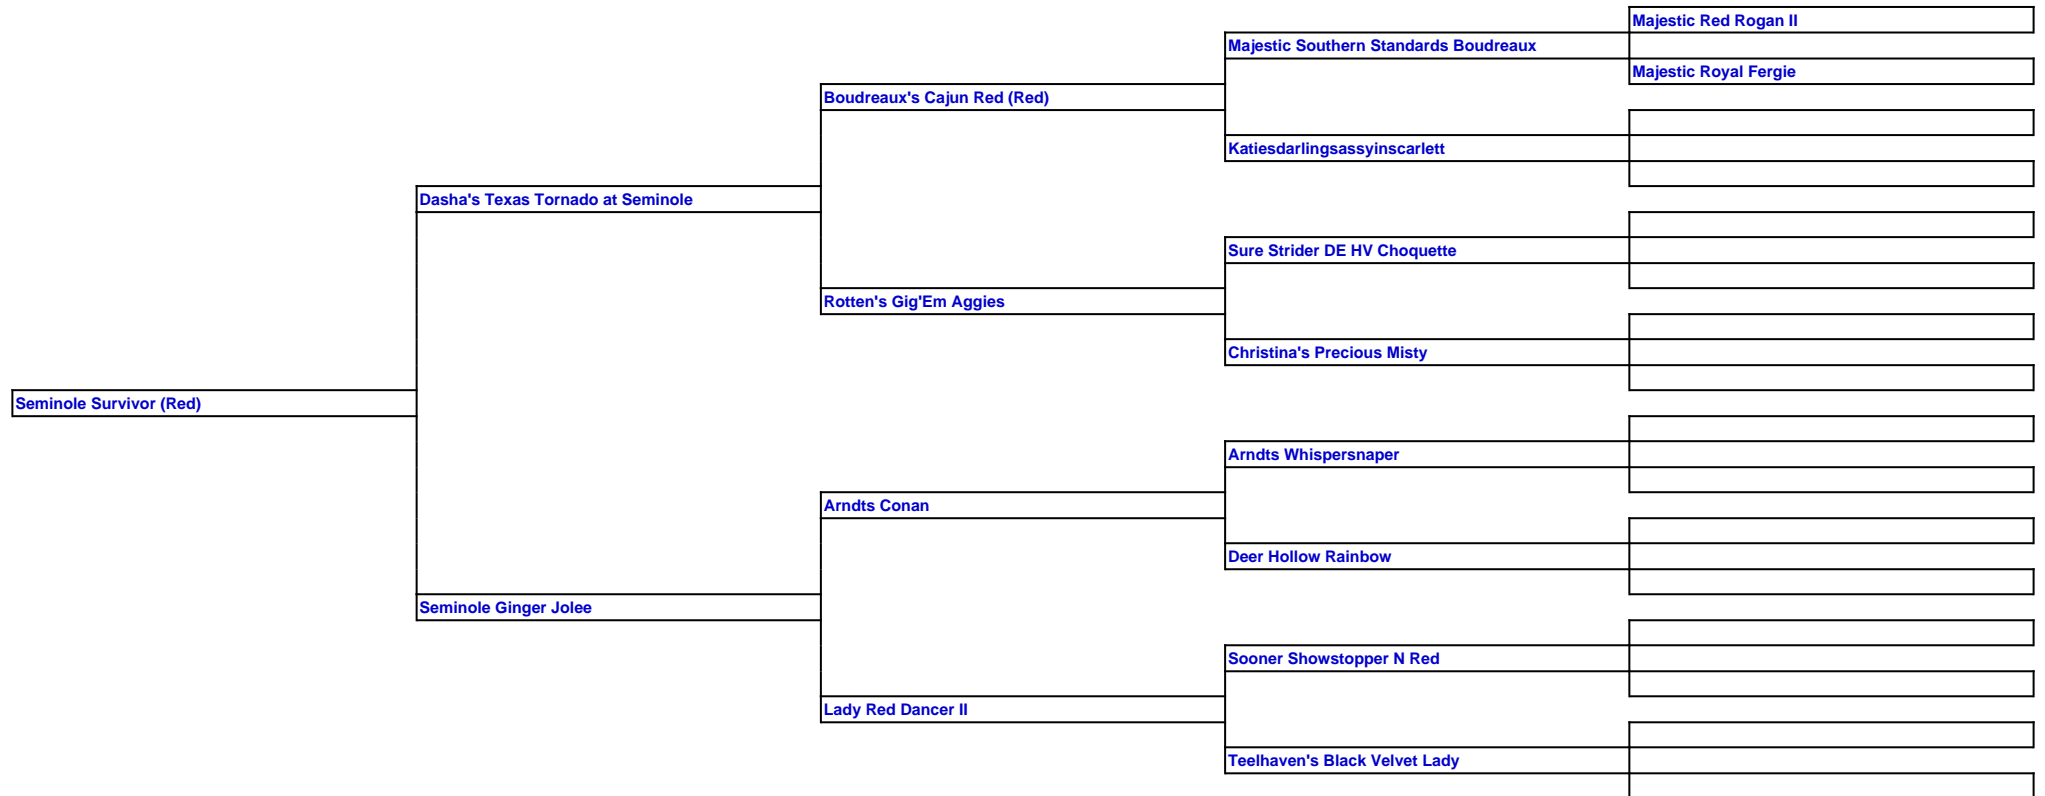 Majestic Red Rogan II
Majestic Southern Standards Boudreaux
Majestic Royal Fergie
Boudreaux's Cajun Red (Red)
Katiesdarlingsassyinscarlett
Dasha's Texas Tornado at Seminole
Sure Strider DE HV Choquette
Rotten's Gig'Em Aggies
Christina's Precious Misty
Seminole Survivor (Red)
Arndts Whispersnaper
Arndts Conan
Deer Hollow Rainbow
Seminole Ginger Jolee
Sooner Showstopper N Red
Lady Red Dancer II
Teelhaven's Black Velvet Lady